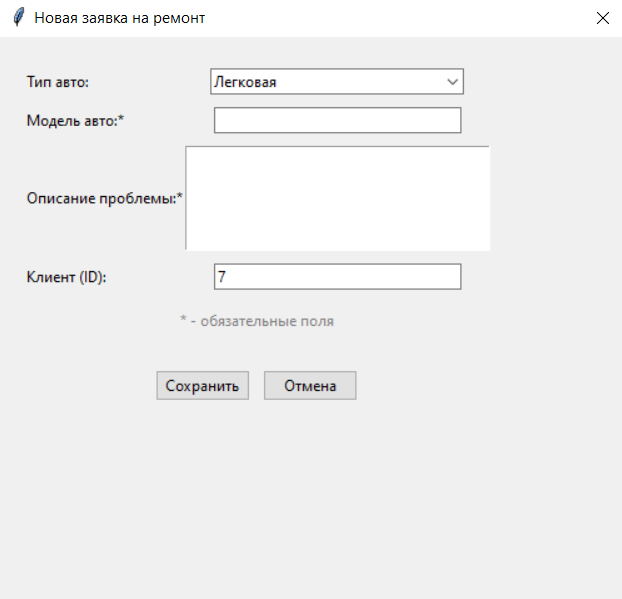 Новая заявка на ремонт
Тип авто: Легковая
Модель авто:*
Описание проблемы:*
Клиент (ID): 7
* - обязательные поля
Сохранить Отмена